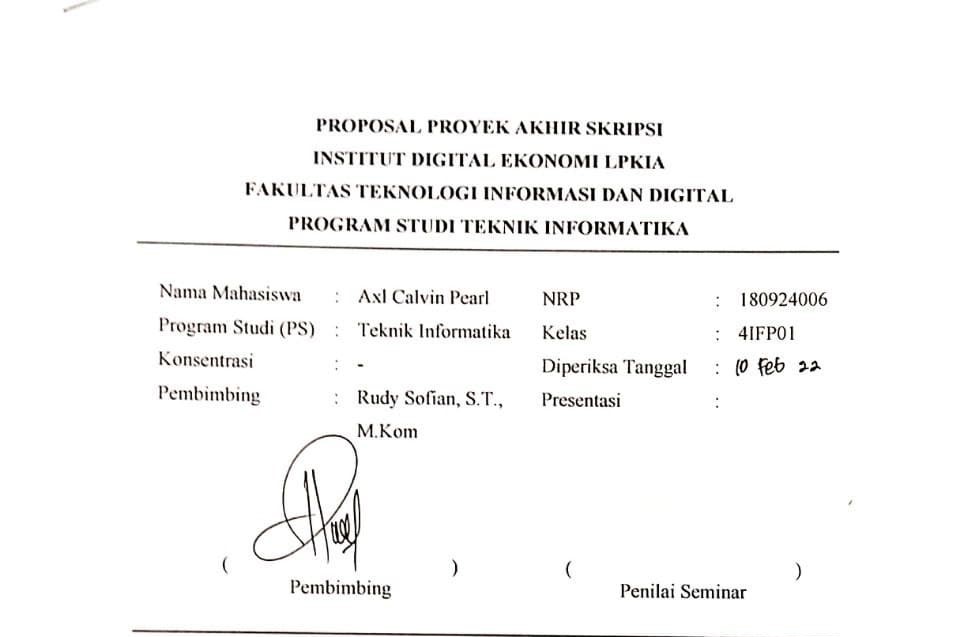 PROPOSAL PROYEK AKHIR SKRIPSI
INSTITUT DIGITAL EKONOMI LPKIA
FAKULTAS TEKNOLOGI INFORMASI DAN DIGITAL
PROGRAM STUDI TEKNIK INFORMATIKA
Nama Mahasiswa : Axl Calvin Pearl NRP : 180924006
Program Studi (PS) : Teknik Informatika Kelas : 4IFP01
Konsentrasi : - Diperiksa Tanggal : 10 Feb 22
Pembimbing : Rudy Sofian, S.T., Presentasi :
M.Kom
( ) ( )
Pembimbing Penilai Seminar